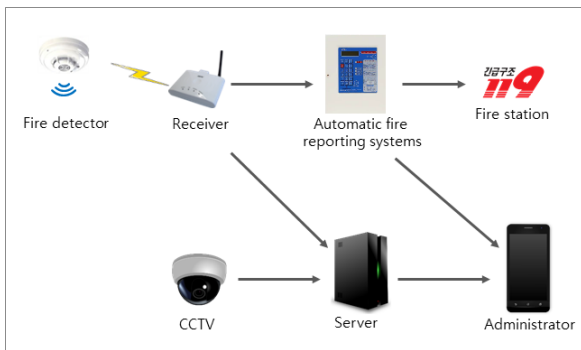 긴급구조
119
Fire detector
Receiver
Automatic fire
reporting systems
Fire station
CCTV
Server
Administrator